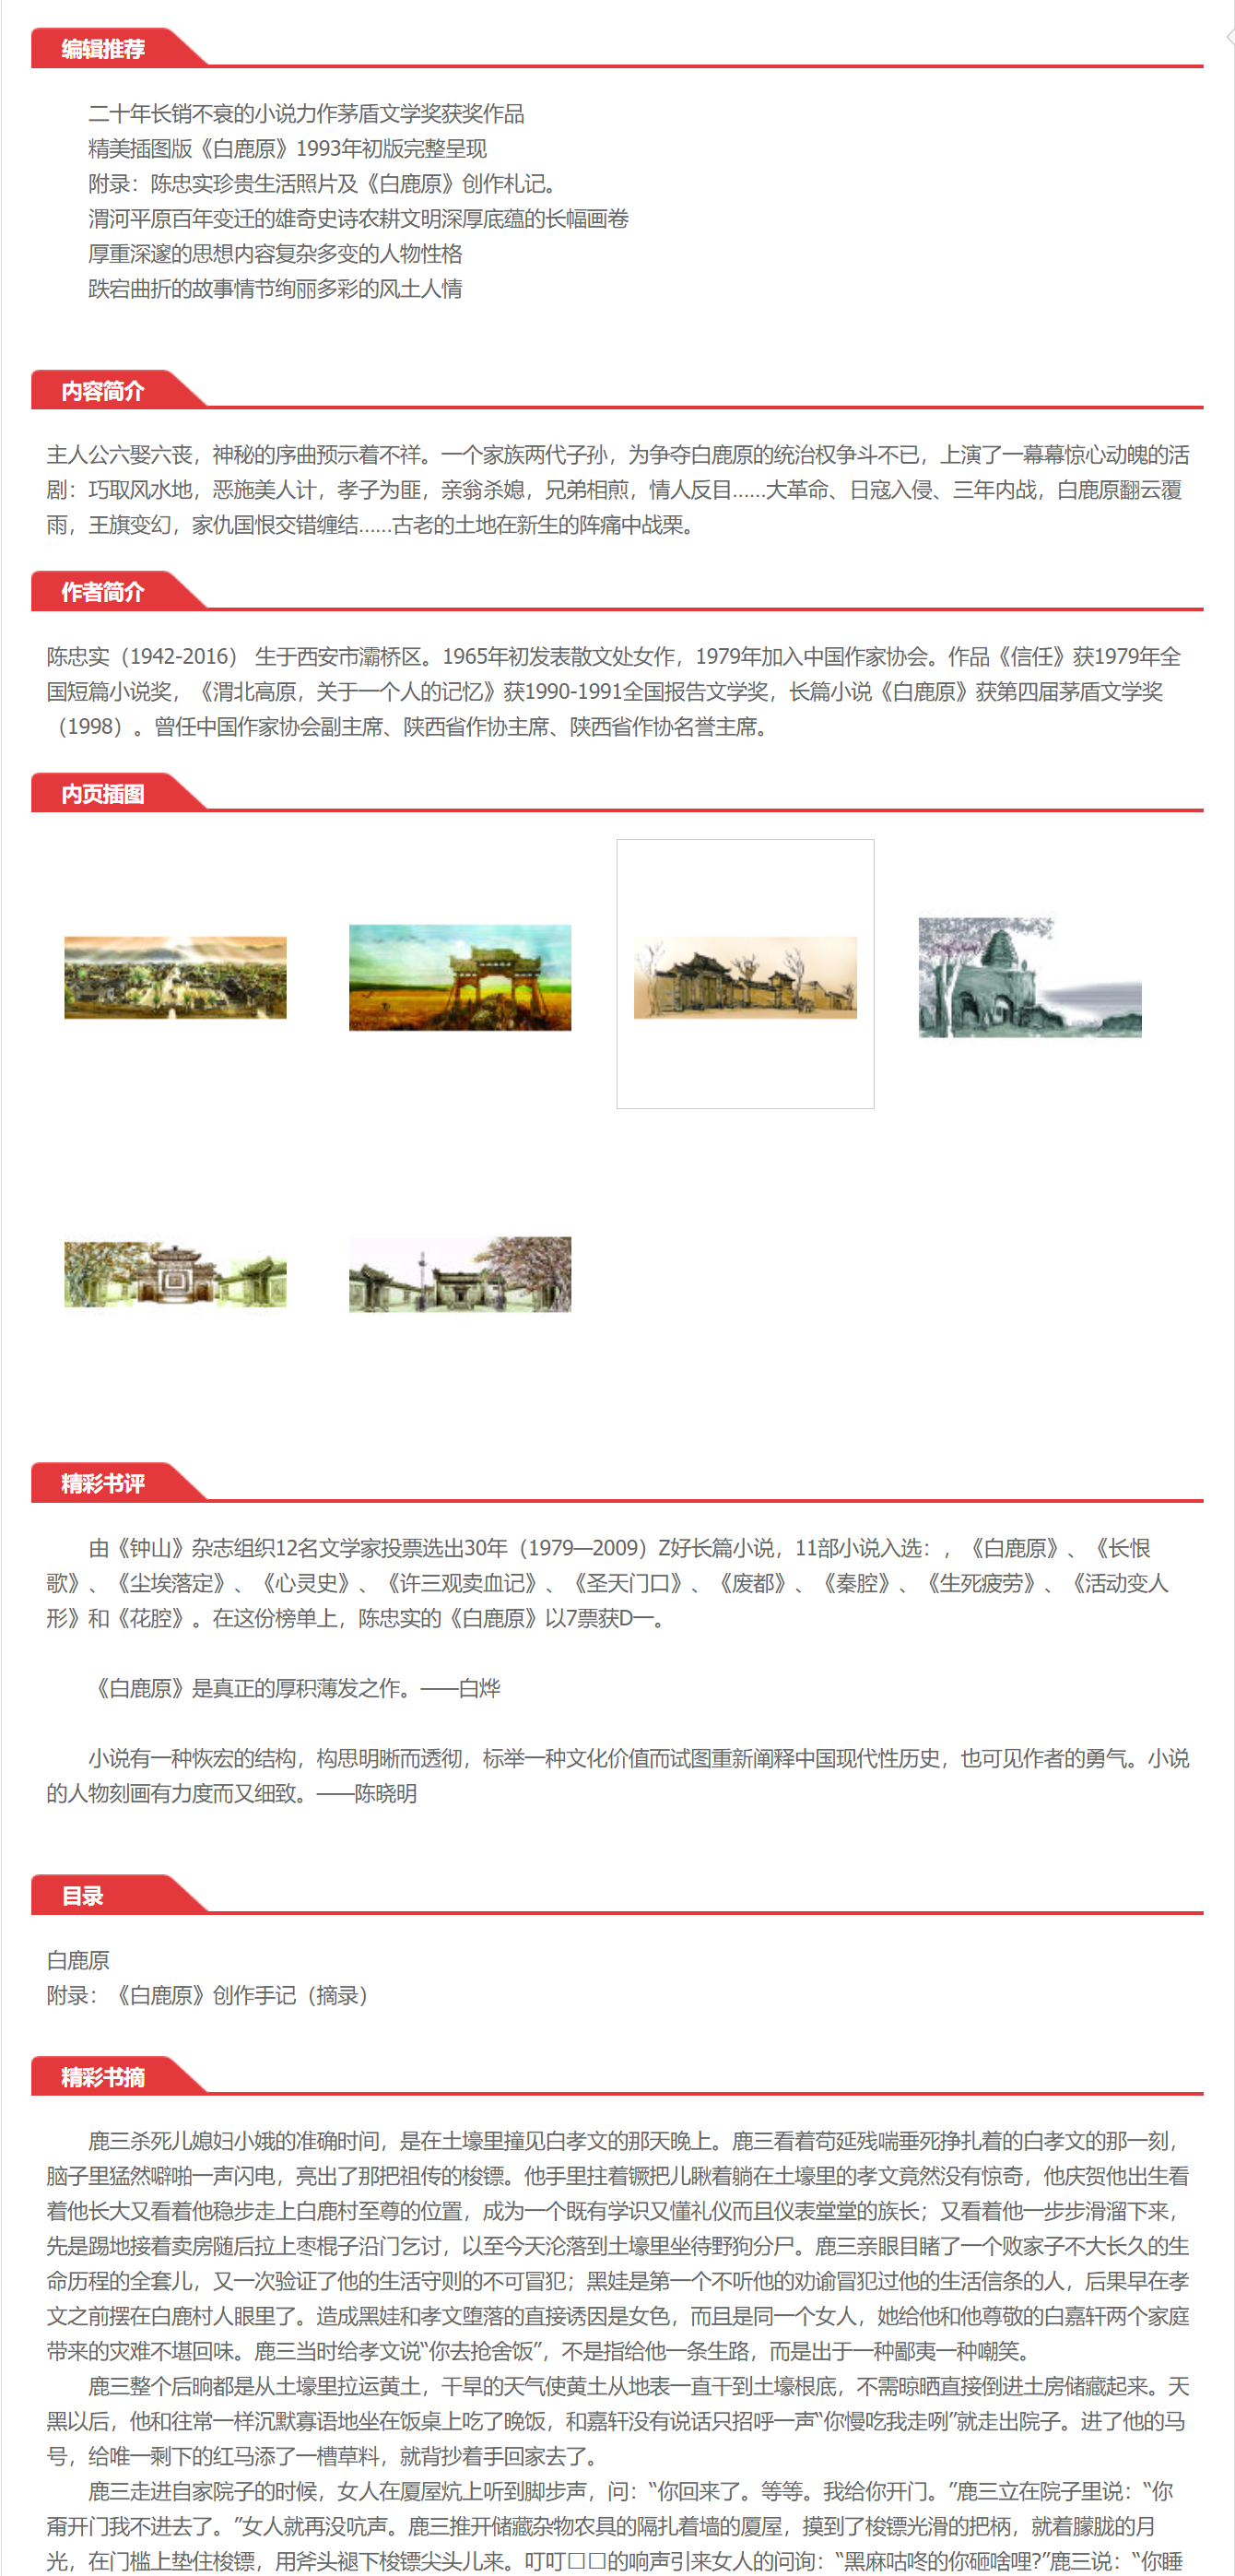 编辑推荐
二十年长销不衰的小说力作茅盾文学奖获奖作品
精美插图版《白鹿原》1993年初版完整呈现
附录：陈忠实珍贵生活照片及《白鹿原》创作札记。
渭河平原百年变迁的雄奇史诗农耕文明深厚底蕴的长幅画卷
厚重深邃的思想内容复杂多变的人物性格
跌宕曲折的故事情节绚丽多彩的风土人情
内容简介
主人公六娶六丧，神秘的序曲预示着不祥。一个家族两代子孙，为争夺白鹿原的统治权争斗不已，上演了一幕幕惊心动魄的活
剧：巧取风水地，恶施美人计，孝子为匪，亲翁杀媳，兄弟相煎，情人反目……大革命、日寇入侵、三年内战，白鹿原翻云覆
雨，王旗变幻，家仇国恨交错缠结……古老的土地在新生的阵痛中战栗。
作者简介
陈忠实（1942-2016） 生于西安市灞桥区。1965年初发表散文处女作，1979年加入中国作家协会。作品《信任》获1979年全
国短篇小说奖，《渭北高原，关于一个人的记忆》获1990-1991全国报告文学奖，长篇小说《白鹿原》获第四届茅盾文学奖
（1998）。曾任中国作家协会副主席、陕西省作协主席、陕西省作协名誉主席。
内页插图
精彩书评
由《钟山》杂志组织12名文学家投票选出30年（1979—2009）Z好长篇小说，11部小说入选：，《白鹿原》、《长恨
歌》、《尘埃落定》、《心灵史》、《许三观卖血记》、《圣天门口》、《废都》、《秦腔》、《生死疲劳》、《活动变人
形》和《花腔》。在这份榜单上，陈忠实的《白鹿原》以7票获D一。
《白鹿原》是真正的厚积薄发之作。——白烨
小说有一种恢宏的结构，构思明晰而透彻，标举一种文化价值而试图重新阐释中国现代性历史，也可见作者的勇气。小说
的人物刻画有力度而又细致。——陈晓明
目录
白鹿原
附录：《白鹿原》创作手记（摘录）
精彩书摘
鹿三杀死儿媳妇小娥的准确时间，是在土壕里撞见白孝文的那天晚上。鹿三看着苟延残喘垂死挣扎着的白孝文的那一刻，
脑子里猛然噼啪一声闪电，亮出了那把祖传的梭镖。他手里拄着镢把儿瞅着躺在土壕里的孝文竟然没有惊奇，他庆贺他出生看
着他长大又看着他稳步走上白鹿村至尊的位置，成为一个既有学识又懂礼仪而且仪表堂堂的族长；又看着他一步步滑溜下来，
先是踢地接着卖房随后拉上枣棍子沿门乞讨，以至今天沦落到土壕里坐待野狗分尸。鹿三亲眼目睹了一个败家子不大长久的生
命历程的全套儿，又一次验证了他的生活守则的不可冒犯；黑娃是第一个不听他的劝谕冒犯过他的生活信条的人，后果早在孝
文之前摆在白鹿村人眼里了。造成黑娃和孝文堕落的直接诱因是女色，而且是同一个女人，她给他和他尊敬的白嘉轩两个家庭
带来的灾难不堪回味。鹿三当时给孝文说“你去抢舍饭”，不是指给他一条生路，而是出于一种鄙夷一种嘲笑。
鹿三整个后晌都是从土壕里拉运黄土，干旱的天气使黄土从地表一直干到土壕根底，不需晾晒直接倒进土房储藏起来。天
黑以后，他和往常一样沉默寡语地坐在饭桌上吃了晚饭，和嘉轩没有说话只招呼一声“你慢吃我走咧”就走出院子。进了他的马
号，给唯一剩下的红马添了一槽草料，就背抄着手回家去了。
鹿三走进自家院子的时候，女人在厦屋炕上听到脚步声，问：“你回来了。等等。我给你开门。”鹿三立在院子里说：“你
甭开门我不进去了。”女人就再没吭声。鹿三推开储藏杂物农具的隔扎着墙的厦屋，摸到了梭镖光滑的把柄，就着朦胧的月
光，在门槛上垫住梭镖，用斧头褪下梭镖尖头儿来。叮叮□□的响声引来女人的问询：“黑麻咕咚的你砸啥哩?”鹿三说：“你睡